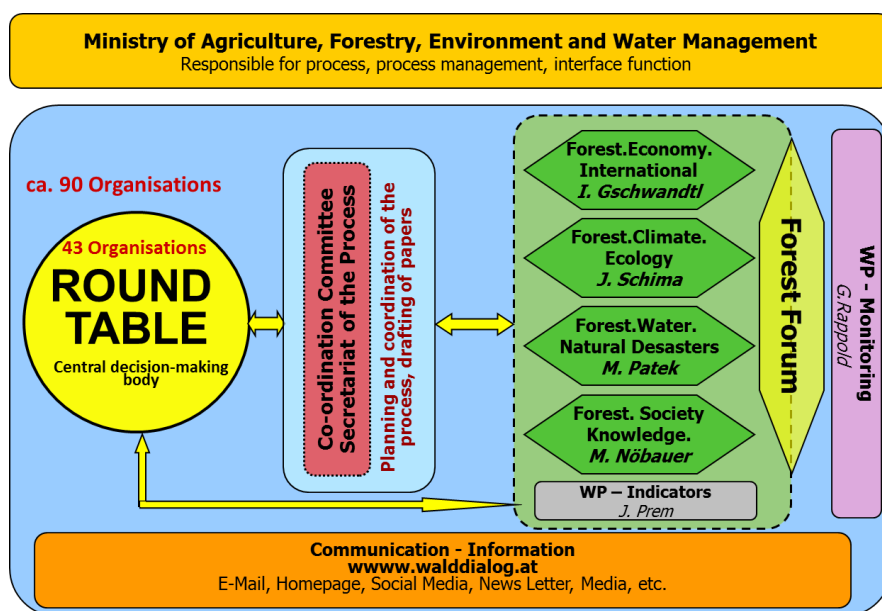 Ministry of Agriculture, Forestry, Environment and Water Management
Responsible for process, process management, interface function
ca. 90 Organisations
43 Organisations
ROUND
TABLE
Central decision-making
body
Co-ordination Committee
Secretariat of the Process
Planning and coordination of the
process, drafting of papers
Forest.Economy.
International
I. Gschwandtl
Forest.Climate.
Ecology
J. Schima
Forest.Water.
Natural Desasters
M. Patek
Forest. Society
Knowledge.
M. Nöbauer
WP – Indicators
J. Prem
Forest Forum
WP - Monitoring
G.Rappold
Communication - Information
wwww.walddialog.at
E-Mail, Homepage, Social Media, News Letter, Media, etc.